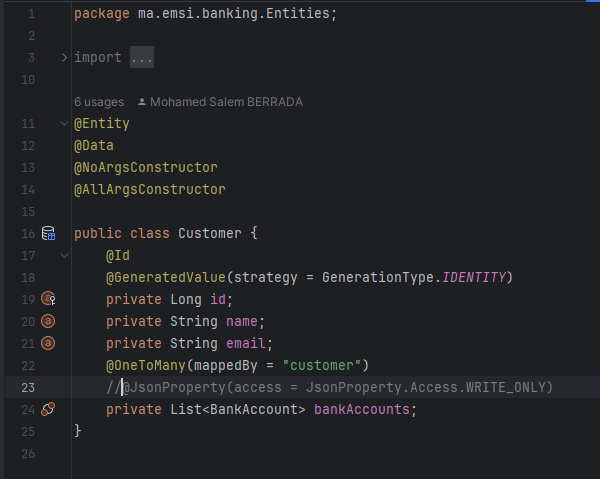 1 package ma.emsi.banking.Entities;
2
3 import ...
10
6 usages Mohamed Salem BERRADA
11 @Entity
12 @Data
13 @NoArgsConstructor
14 @AllArgsConstructor
15
16 public class Customer {
17 @Id
18 @GeneratedValue(strategy = GenerationType.IDENTITY)
19 private Long id;
20 private String name;
21 private String email;
22 @OneToMany(mappedBy = "customer")
23 //@JsonProperty(access = JsonProperty.Access.WRITE_ONLY)
24 private List<BankAccount> bankAccounts;
25 }
26